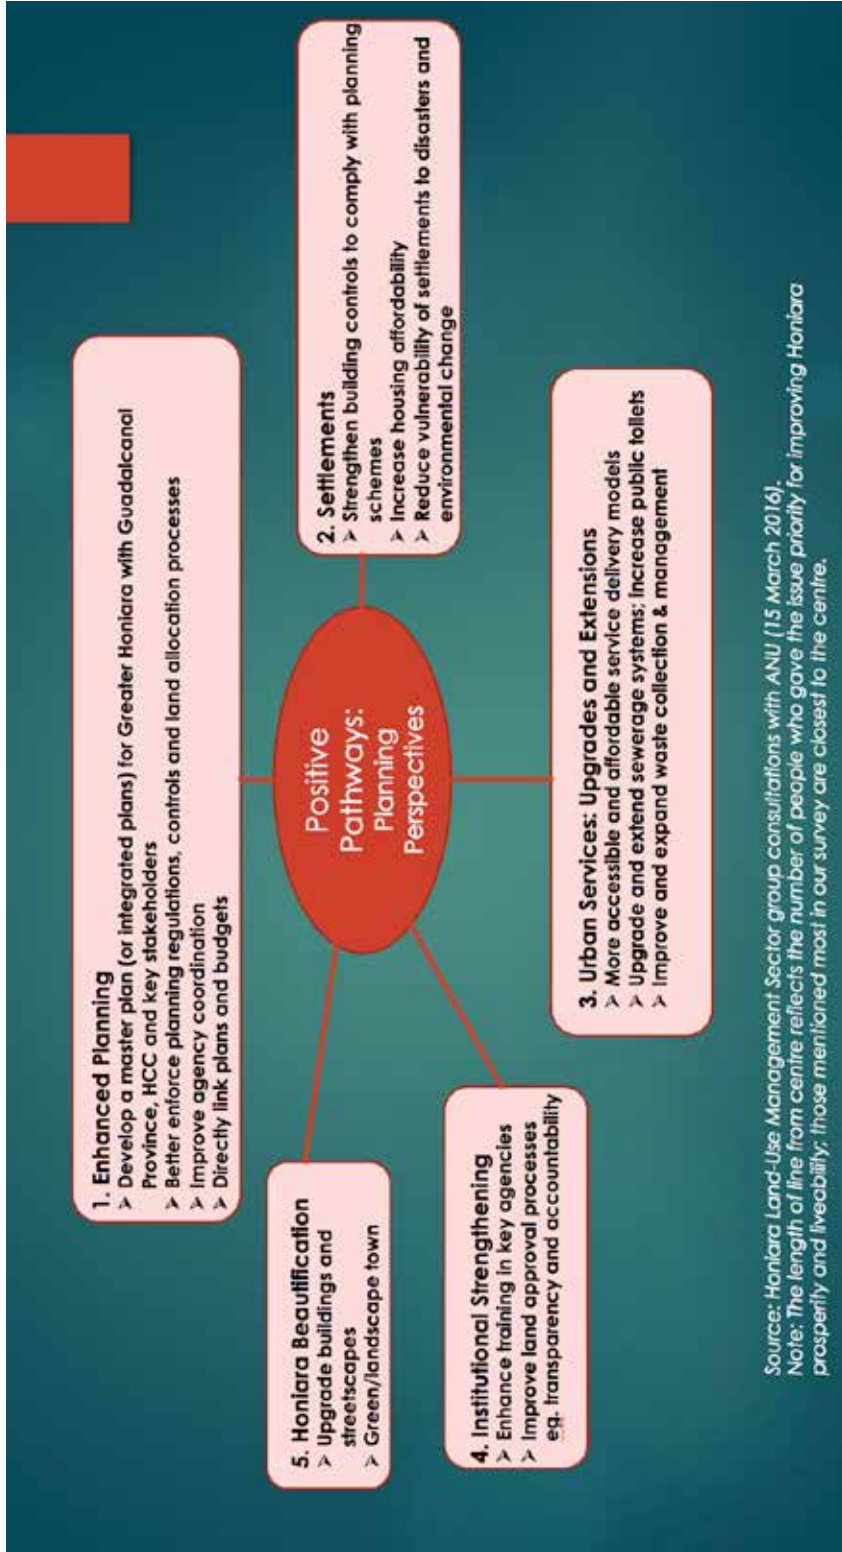 Positive
Pathways:
Planning
Perspectives
1. Enhanced Planning
➢ Develop a master plan (or integrated plans) for Greater Honiara with Guadalcanal
Province, HCC and key stakeholders
➢ Better enforce planning regulations, controls and land allocation processes
➢ Improve agency coordination
➢ Directly link plans and budgets
2. Settlements
➢ Strengthen building controls to comply with planning
schemes
➢ Increase housing affordability
➢ Reduce vulnerability of settlements to disasters and
environmental change
3. Urban Services: Upgrades and Extensions
➢ More accessible and affordable service delivery models
➢ Upgrade and extend sewerage systems; increase public toilets
➢ Improve and expand waste collection & management
4. Institutional Strengthening
➢ Enhance training in key agencies
➢ Improve land approval processes
eg. transparency and accountability
5. Honiara Beautification
➢ Upgrade buildings and
streetscapes
➢ Green/landscape town
Source: Honiara Land-Use Management Sector group consultations with ANU (15 March 2016).
Note: The length of line from centre reflects the number of people who gave the issue priority for improving Honiara
prosperity and liveability; those mentioned most in our survey are closest to the centre.